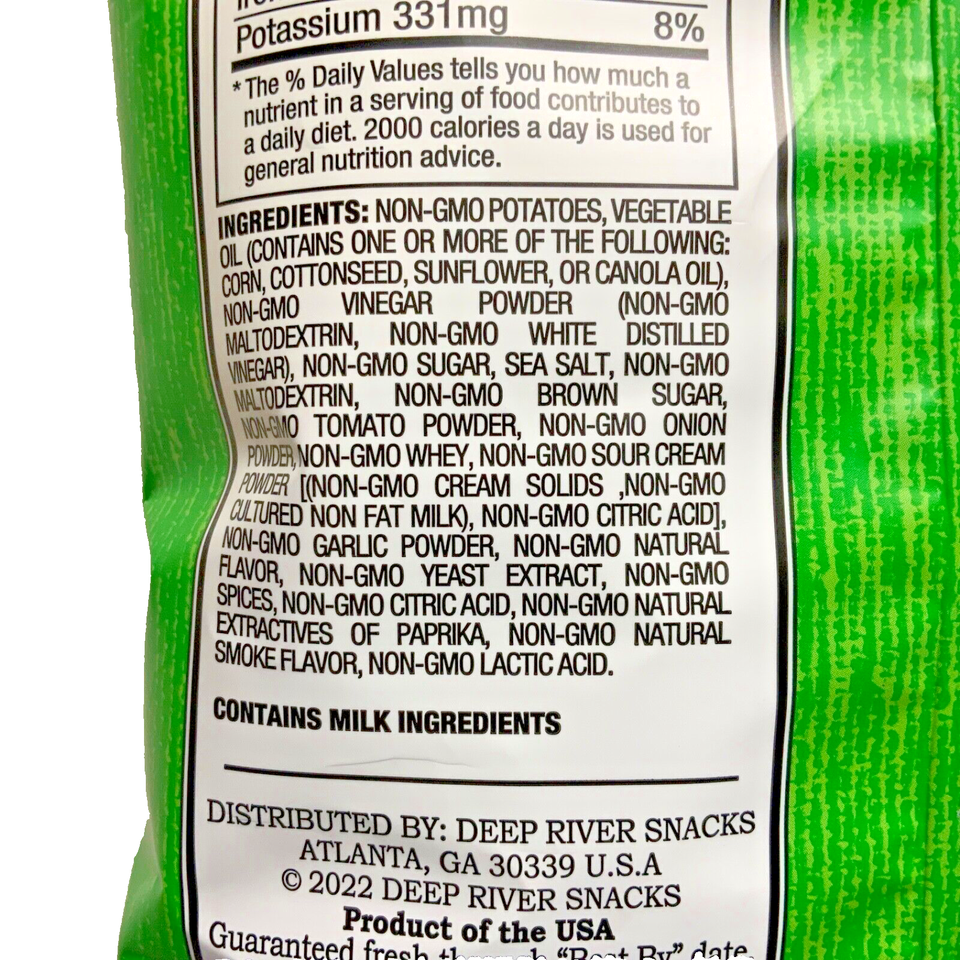 Potassium 331mg 8%
* The % Daily Values tells you how much a
nutrient in a serving of food contributes to
a daily diet. 2000 calories a day is used for
general nutrition advice.
INGREDIENTS: NON-GMO POTATOES, VEGETABLE
OIL (CONTAINS ONE OR MORE OF THE FOLLOWING:
CORN, COTTONSEED, SUNFLOWER, OR CANOLA OIL),
NON-GMO VINEGAR POWDER (NON-GMO
MALTODEXTRIN, NON-GMO WHITE DISTILLED
VINEGAR), NON-GMO SUGAR, SEA SALT, NON-GMO
MALTODEXTRIN, NON-GMO BROWN SUGAR,
NON-GMO TOMATO POWDER, NON-GMO ONION
POWDER, NON-GMO WHEY, NON-GMO SOUR CREAM
POWDER [(NON-GMO CREAM SOLIDS ,NON-GMO
CULTURED NON FAT MILK), NON-GMO CITRIC ACID],
NON-GMO GARLIC POWDER, NON-GMO NATURAL
FLAVOR, NON-GMO YEAST EXTRACT, NON-GMO
SPICES, NON-GMO CITRIC ACID, NON-GMO NATURAL
EXTRACTIVES OF PAPRIKA, NON-GMO NATURAL
SMOKE FLAVOR, NON-GMO LACTIC ACID.
CONTAINS MILK INGREDIENTS
DISTRIBUTED BY: DEEP RIVER SNACKS
ATLANTA, GA 30339 U.S.A
© 2022 DEEP RIVER SNACKS
Product of the USA
Guaranteed fresh through "Best By" date